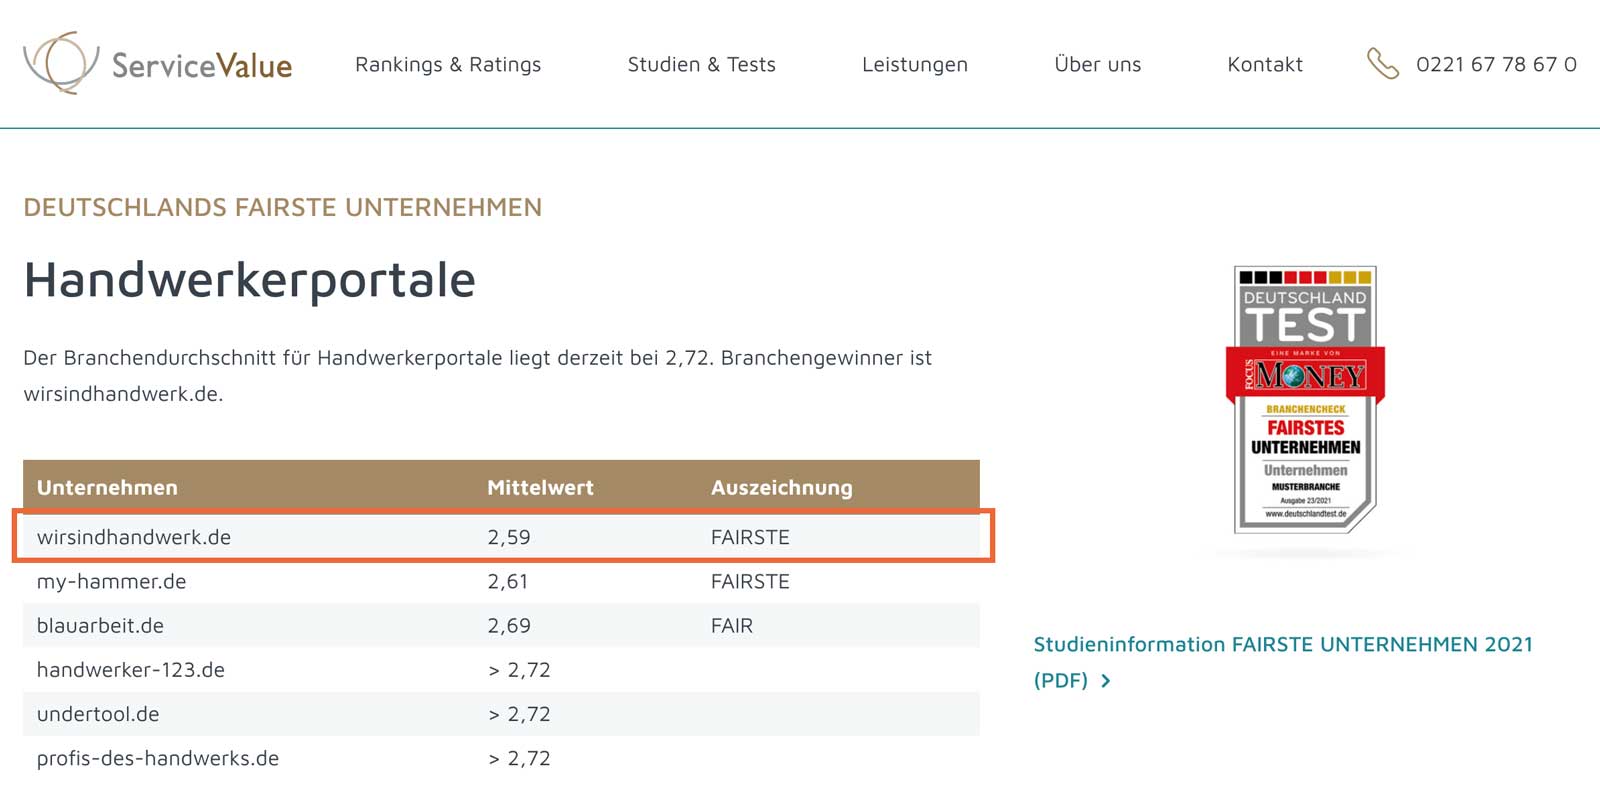 ServiceValue
Rankings & Ratings
Studien & Tests
Leistungen
Über uns
Kontakt
0221 67 78 67 0
DEUTSCHLANDS FAIRSTE UNTERNEHMEN
Handwerkerportale
Der Branchendurchschnitt für Handwerkerportale liegt derzeit bei 2,72. Branchengewinner ist
wirsindhandwerk.de.
Unternehmen Mittelwert Auszeichnung
wirsindhandwerk.de 2,59 FAIRSTE
my-hammer.de 2,61 FAIRSTE
blauarbeit.de 2,69 FAIR
handwerker-123.de > 2,72
undertool.de > 2,72
profis-des-handwerks.de > 2,72
DEUTSCHLAND
TEST
EINE MARKE VON
FOCUS MONEY
BRANCHENCHECK
FAIRSTES
UNTERNEHMEN
Unternehmen
MUSTERBRANCHE
Ausgabe 23/2021
www.deutschlandtest.de
Studieninformation FAIRSTE UNTERNEHMEN 2021
(PDF) >